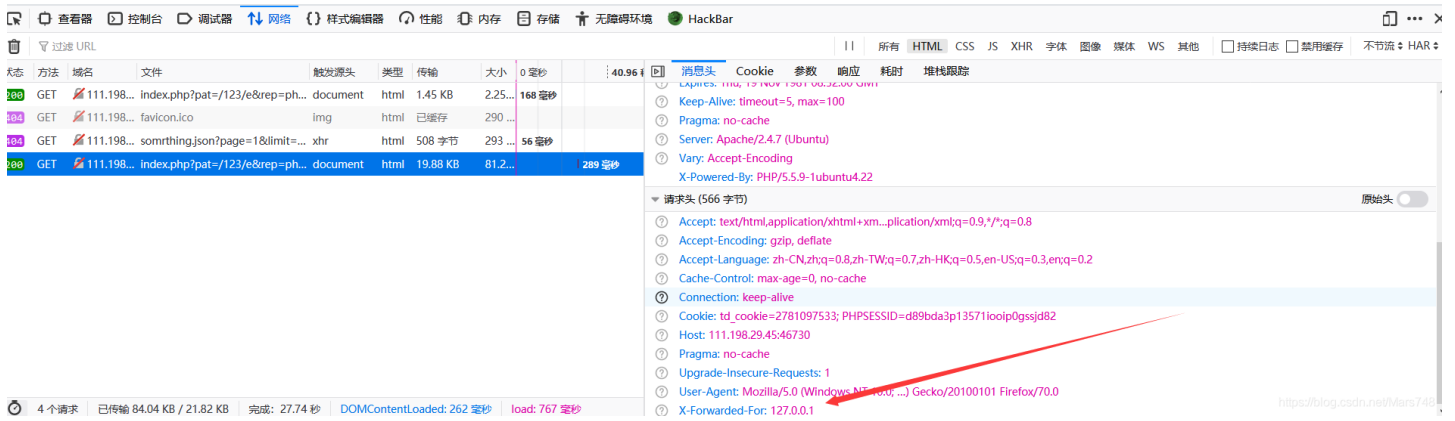 查看器 控制台 调试器 网络 {} 样式编辑器 性能 内存 存储 无障碍环境 HackBar
过滤 URL
所有 HTML CSS JS XHR 字体 图像 媒体 WS 其他 持续日志 禁用缓存 不节流 HAR
状态 方法 域名 文件 触发源头 类型 传输 大小 0 毫秒 40.96
200 GET 111.198... index.php?pat=/123/e&rep=ph... document html 1.45 KB 2.25... 168 毫秒
404 GET 111.198... favicon.ico img html 已缓存 290 ...
404 GET 111.198... somrthing.json?page=1&limit=... xhr html 508 字节 293 ... 56 毫秒
200 GET 111.198... index.php?pat=/123/e&rep=ph... document html 19.88 KB 81.2... 289 毫秒
4 个请求 已传输 84.04 KB / 21.82 KB 完成: 27.74 秒 DOMContentLoaded: 262 毫秒 load: 767 毫秒
消息头 Cookie 参数 响应 耗时 堆栈跟踪
Expires: Thu, 19 Nov 1981 08:52:00 GMT
Keep-Alive: timeout=5, max=100
Pragma: no-cache
Server: Apache/2.4.7 (Ubuntu)
Vary: Accept-Encoding
X-Powered-By: PHP/5.5.9-1ubuntu4.22
请求头 (566 字节) 原始头
Accept: text/html,application/xhtml+xm...plication/xml;q=0.9,*/*;q=0.8
Accept-Encoding: gzip, deflate
Accept-Language: zh-CN,zh;q=0.8,zh-TW;q=0.7,zh-HK;q=0.5,en-US;q=0.3,en;q=0.2
Cache-Control: max-age=0, no-cache
Connection: keep-alive
Cookie: td_cookie=2781097533; PHPSESSID=d89bda3p13571iooip0gssjd82
Host: 111.198.29.45:46730
Pragma: no-cache
Upgrade-Insecure-Requests: 1
User-Agent: Mozilla/5.0 (Windows NT 10.0; ...) Gecko/20100101 Firefox/70.0
X-Forwarded-For: 127.0.0.1
https://blog.csdn.net/Mars748